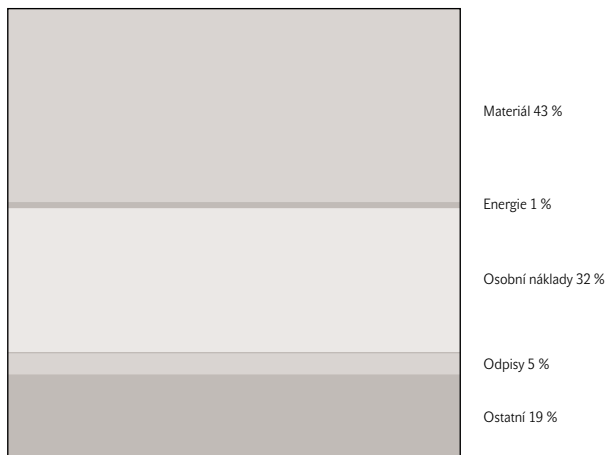 Materiál 43 %
Energie 1 %
Osobní náklady 32 %
Odpisy 5 %
Ostatní 19 %